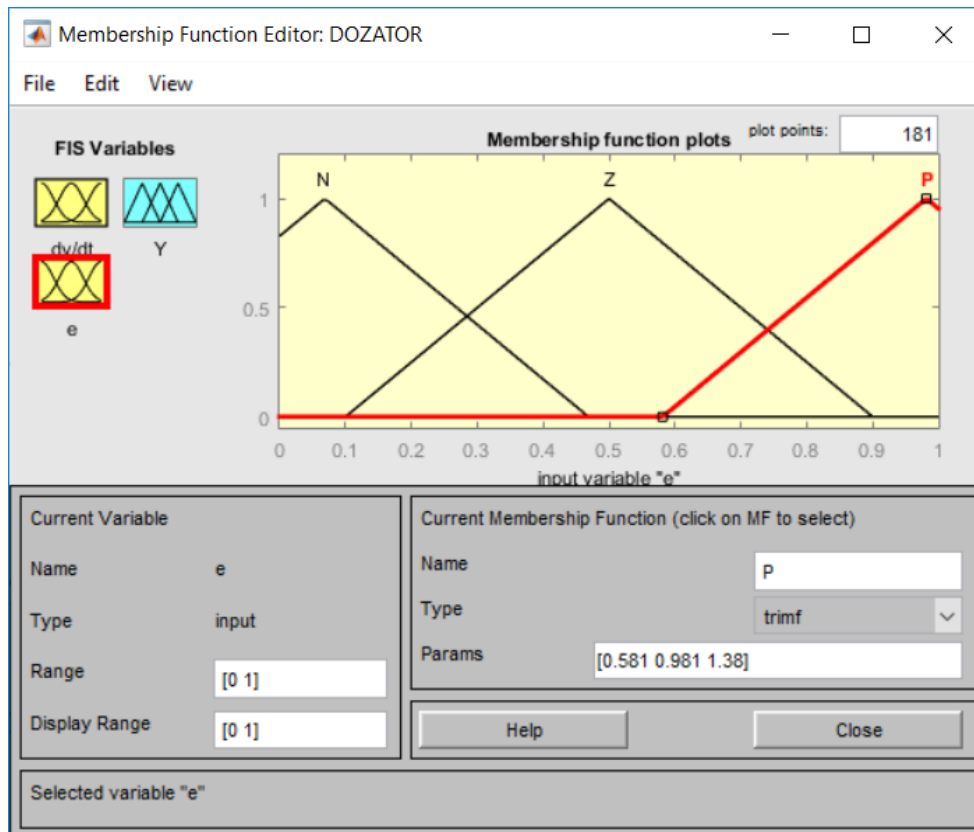 Membership Function Editor: DOZATOR
File Edit View
FIS Variables
Membership function plots
plot points:
181
dv/dt
Y
e
N
Z
P
1
0.5
0
0 0.1 0.2 0.3 0.4 0.5 0.6 0.7 0.8 0.9 1
input variable "e"
Current Variable
Name e
Type input
Range [0 1]
Display Range [0 1]
Current Membership Function (click on MF to select)
Name P
Type trimf
Params [0.581 0.981 1.38]
Help
Close
Selected variable "e"